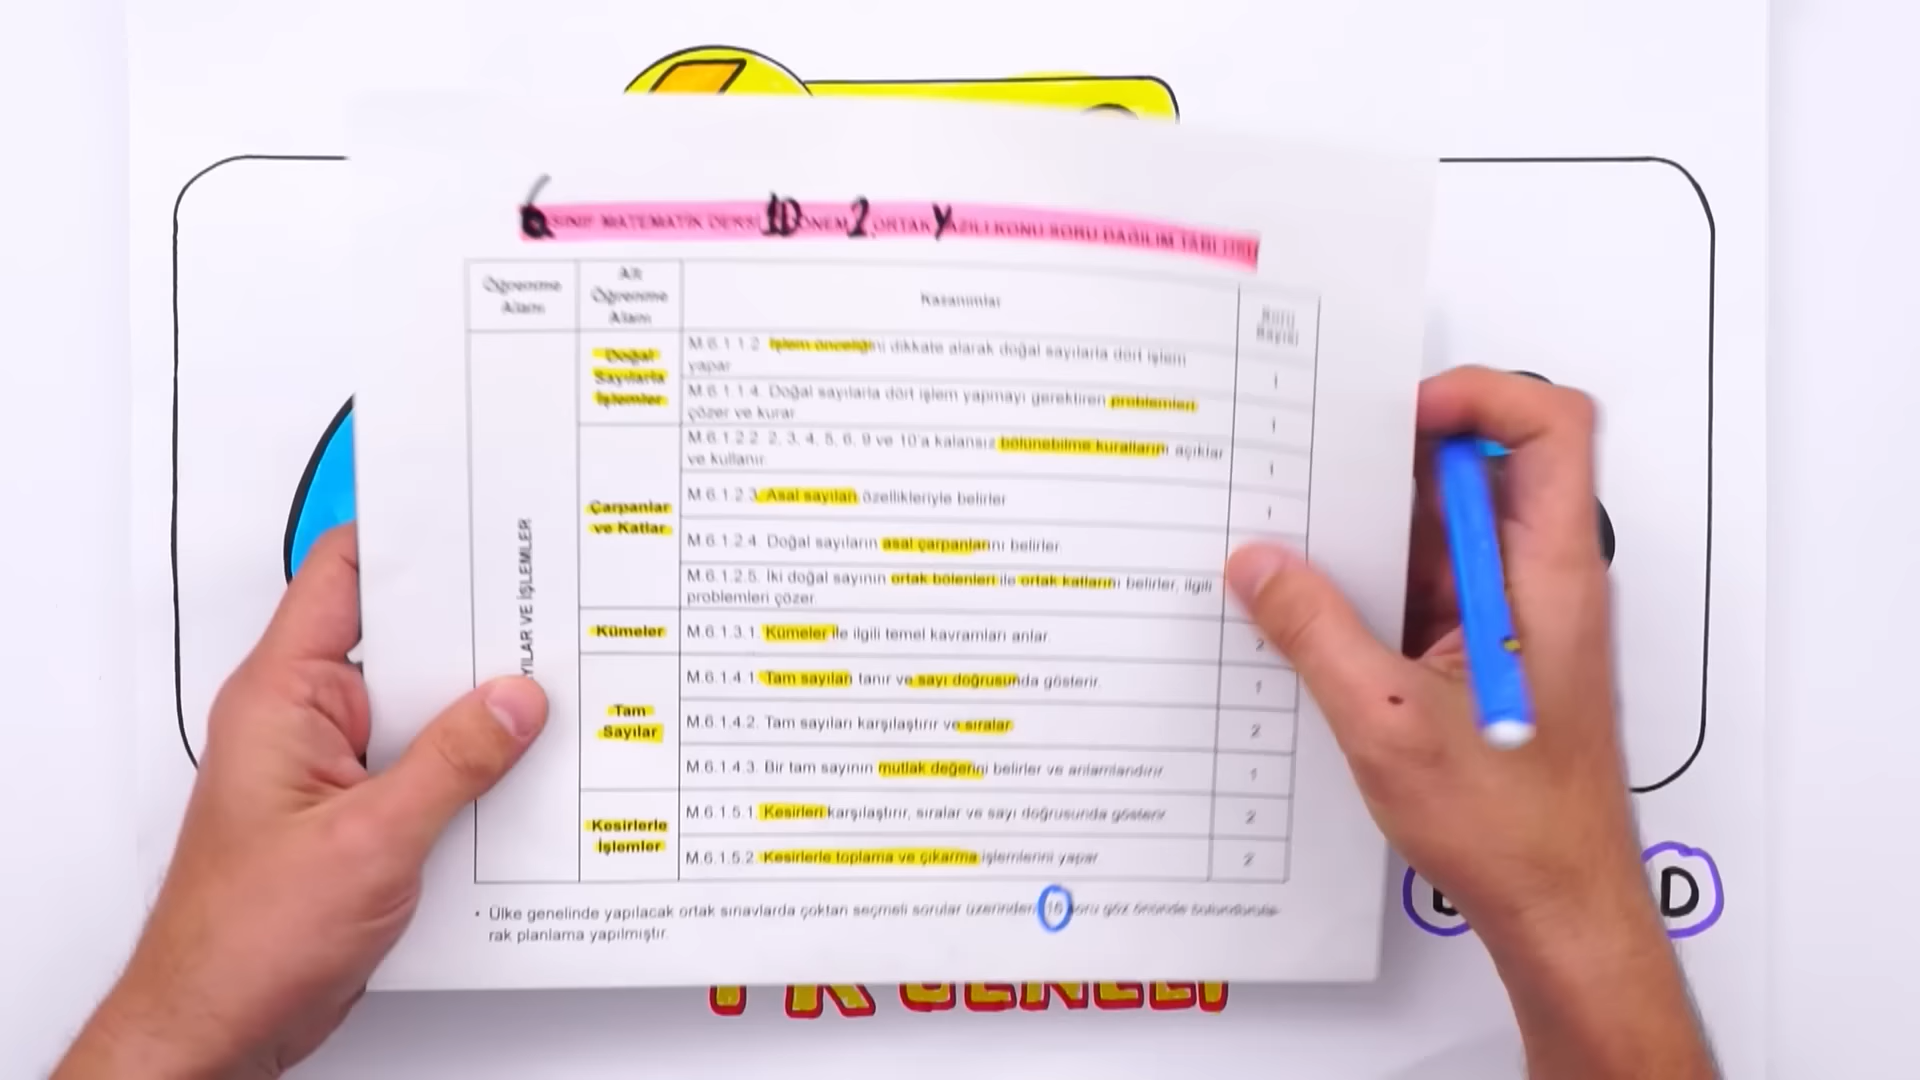 6. SINIF MATEMATİK DERSİ 1. DÖNEM 2. ORTAK YAZILI KONU SORU DAĞILIM TABLOSU
Öğrenme
Alanı
Alt
Öğrenme
Alanı
Kazanımlar
Soru
Sayısı
YILAR VE İŞLEMLER
Doğal
Sayılarla
İşlemler
M.6.1.1.2. İşlem önceliğini dikkate alarak doğal sayılarla dört işlem
yapar.
1
M.6.1.1.4. Doğal sayılarla dört işlem yapmayı gerektiren problemleri
çözer ve kurar.
1
Çarpanlar
ve Katlar
M.6.1.2.2. 2, 3, 4, 5, 6, 9 ve 10'a kalansız bölünebilme kurallarını açıklar
ve kullanır.
1
M.6.1.2.3. Asal sayıları özellikleriyle belirler.
1
M.6.1.2.4. Doğal sayıların asal çarpanlarını belirler.
M.6.1.2.5. İki doğal sayının ortak bölenleri ile ortak katlarını belirler, ilgili
problemleri çözer.
Kümeler
M.6.1.3.1. Kümeler ile ilgili temel kavramları anlar.
2
Tam
Sayılar
M.6.1.4.1. Tam sayıları tanır ve sayı doğrusunda gösterir.
1
M.6.1.4.2. Tam sayıları karşılaştırır ve sıralar.
2
M.6.1.4.3. Bir tam sayının mutlak değerini belirler ve anlamlandırır.
1
Kesirlerle
İşlemler
M.6.1.5.1. Kesirleri karşılaştırır, sıralar ve sayı doğrusunda gösterir.
2
M.6.1.5.2. Kesirlerle toplama ve çıkarma işlemlerini yapar.
2
• Ülke genelinde yapılacak ortak sınavlarda çoktan seçmeli sorular üzerinden soru göz önünde bulundurula-
rak planlama yapılmıştır.
D